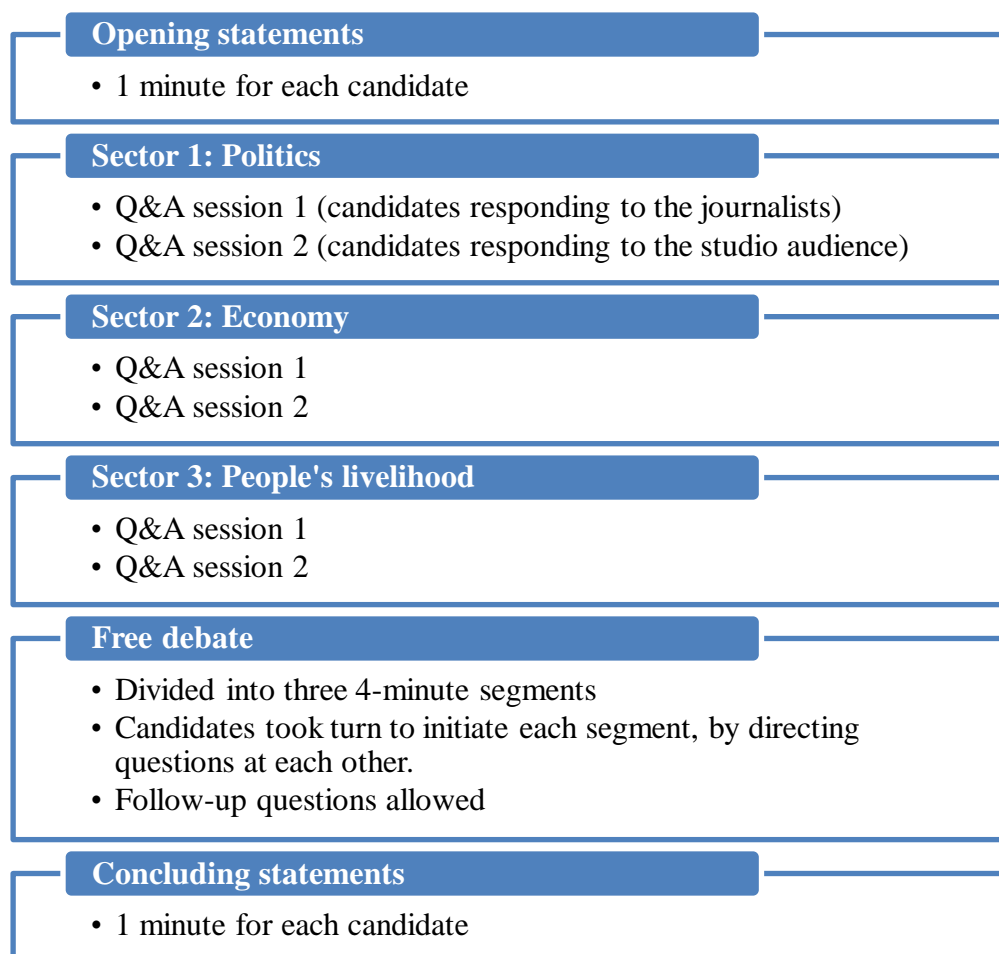 Opening statements
• 1 minute for each candidate
Sector 1: Politics
• Q&A session 1 (candidates responding to the journalists)
• Q&A session 2 (candidates responding to the studio audience)
Sector 2: Economy
• Q&A session 1
• Q&A session 2
Sector 3: People's livelihood
• Q&A session 1
• Q&A session 2
Free debate
• Divided into three 4-minute segments
• Candidates took turn to initiate each segment, by directing
questions at each other.
• Follow-up questions allowed
Concluding statements
• 1 minute for each candidate